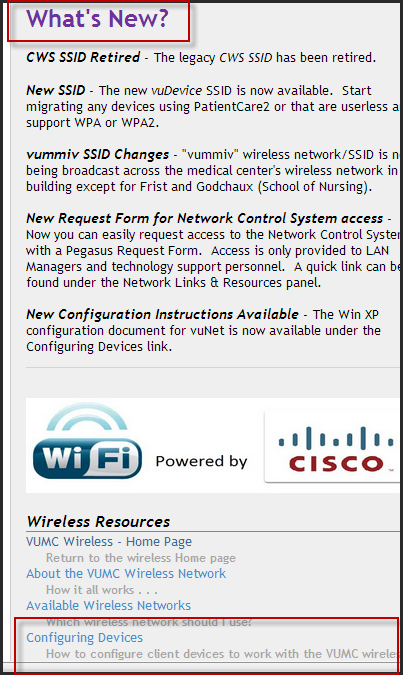 What's New?
CWS SSID Retired - The legacy CWS SSID has been retired.
New SSID - The new vuDevice SSID is now available. Start
migrating any devices using PatientCare2 or that are userless a
support WPA or WPA2.
vummiv SSID Changes - "vummiv" wireless network/SSID is n
being broadcast across the medical center's wireless network in
building except for Frist and Godchaux (School of Nursing).
New Request Form for Network Control System access -
Now you can easily request access to the Network Control Syste
with a Pegasus Request Form. Access is only provided to LAN
Managers and technology support personnel. A quick link can be
found under the Network Links & Resources panel.
New Configuration Instructions Available - The Win XP
configuration document for vuNet is now available under the
Configuring Devices link.
WiFi Powered by CISCO
Wireless Resources
VUMC Wireless - Home Page
Return to the wireless Home page
About the VUMC Wireless Network
How it all works . . .
Available Wireless Networks
Which wireless network should I use?
Configuring Devices
How to configure client devices to work with the VUMC wireles